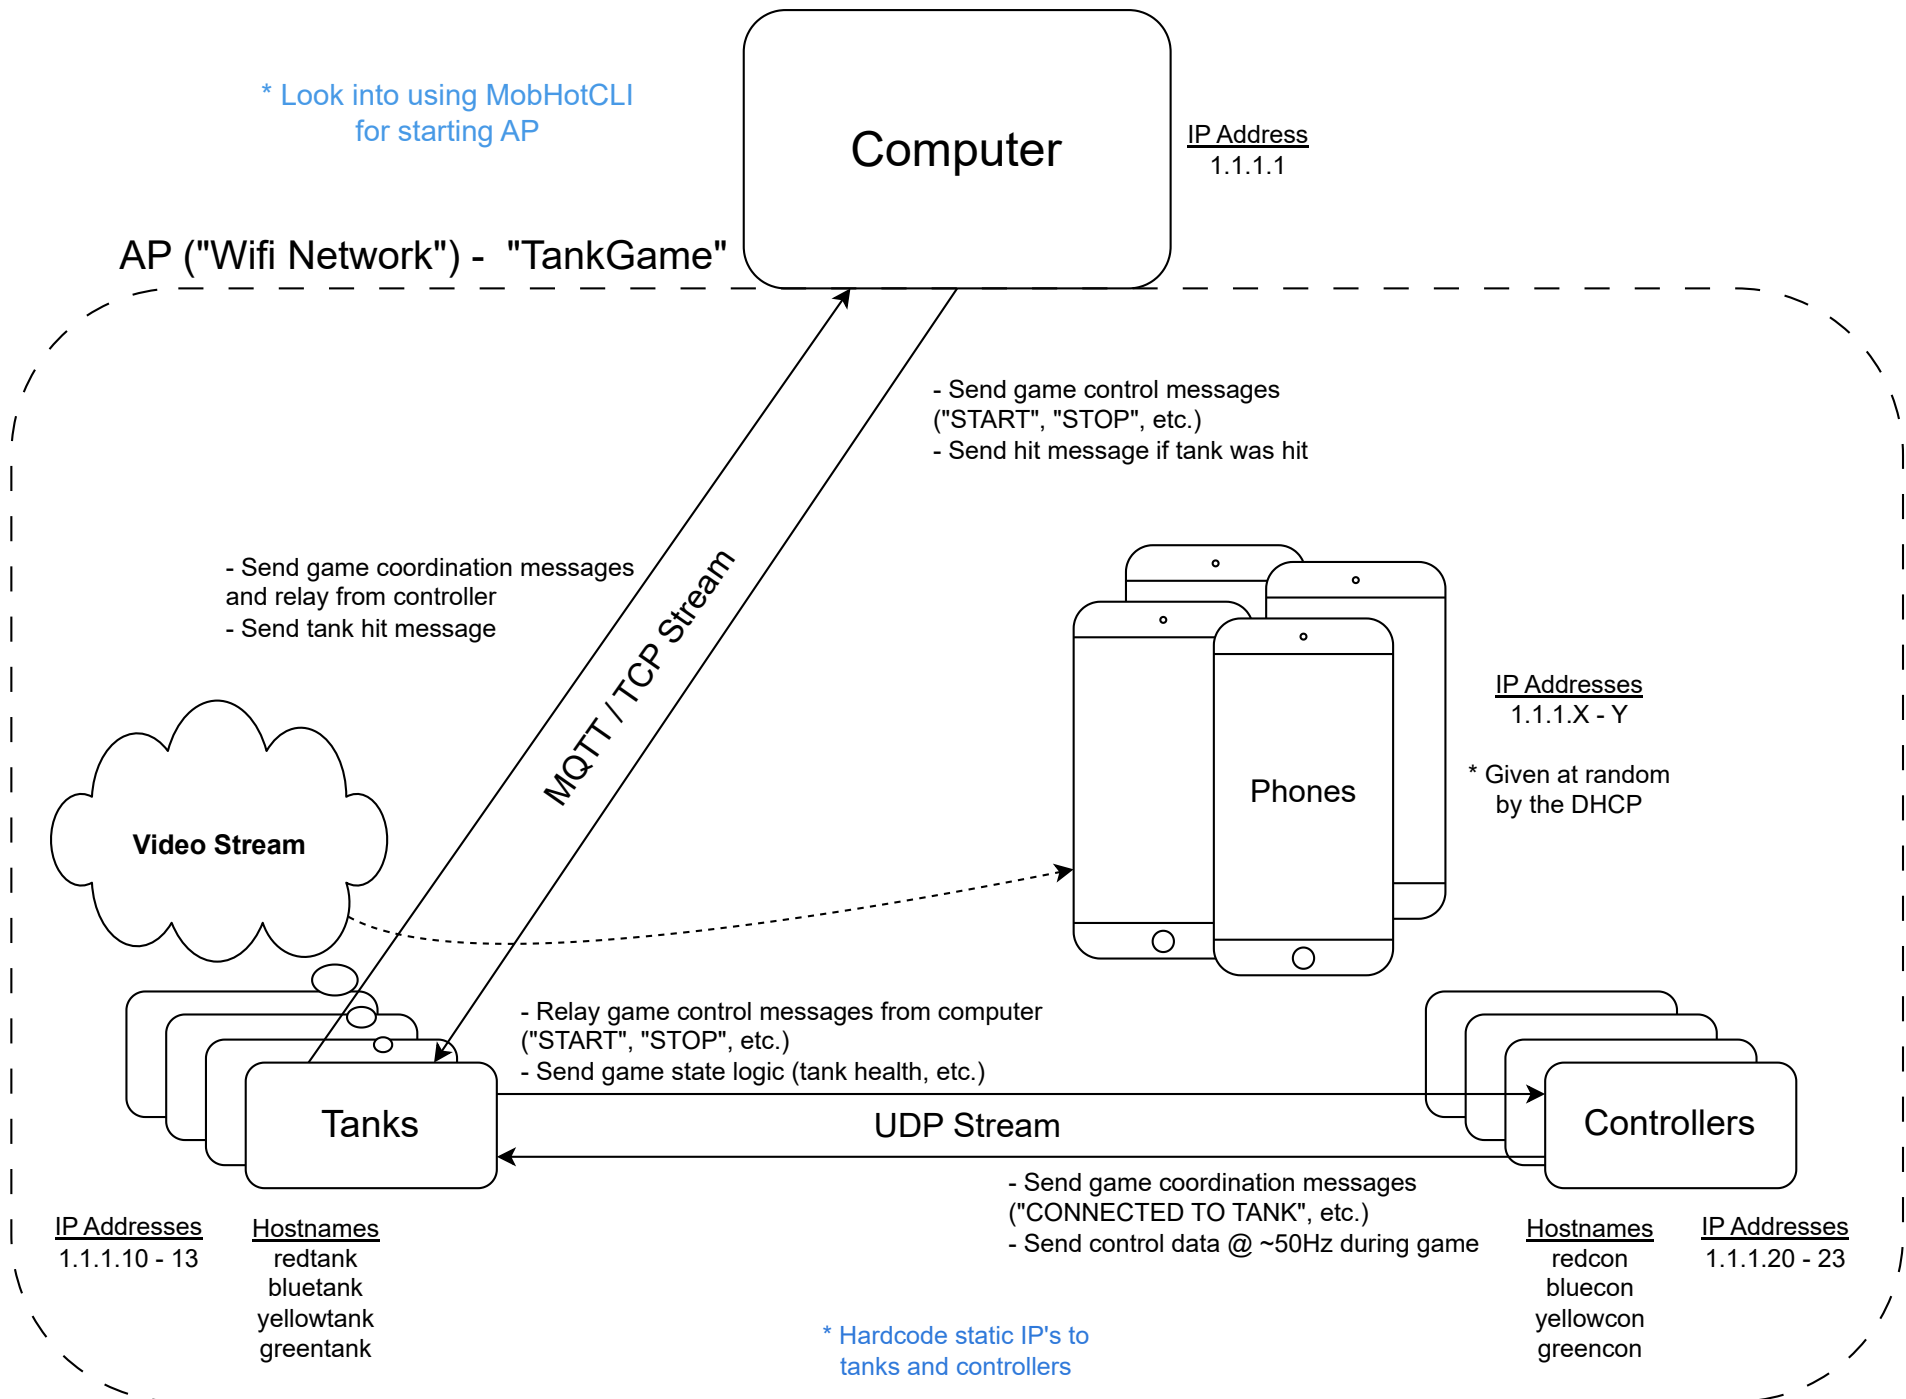 * Look into using MobHotCLI
for starting AP
Computer
IP Address
1.1.1.1
AP ("Wifi Network") - "TankGame"
- Send game control messages
("START", "STOP", etc.)
- Send hit message if tank was hit
- Send game coordination messages
and relay from controller
- Send tank hit message
MQTT / TCP Stream
IP Addresses
1.1.1.X - Y
* Given at random
by the DHCP
Phones
Video Stream
- Relay game control messages from computer
("START", "STOP", etc.)
- Send game state logic (tank health, etc.)
Tanks
UDP Stream
Controllers
- Send game coordination messages
("CONNECTED TO TANK", etc.)
- Send control data @ ~50Hz during game
IP Addresses
1.1.1.10 - 13
Hostnames
redtank
bluetank
yellowtank
greentank
Hostnames
redcon
bluecon
yellowcon
greencon
IP Addresses
1.1.1.20 - 23
* Hardcode static IP's to
tanks and controllers